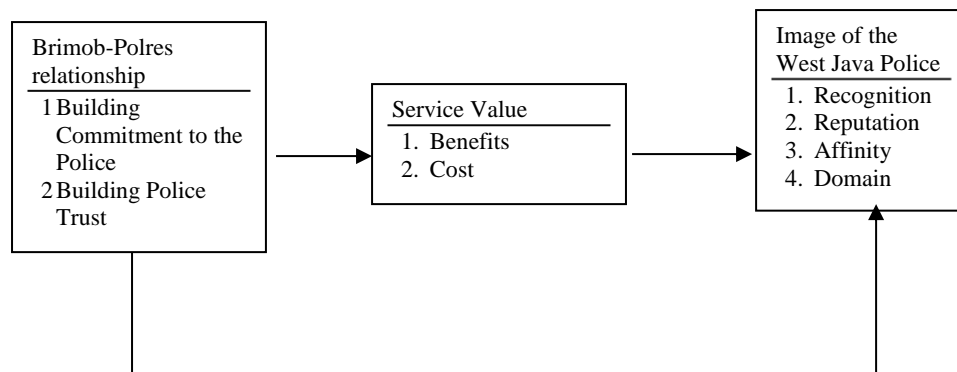 Brimob-Polres
relationship
1 Building
Commitment to the
Police
2 Building Police
Trust
Service Value
1. Benefits
2. Cost
Image of the
West Java Police
1. Recognition
2. Reputation
3. Affinity
4. Domain